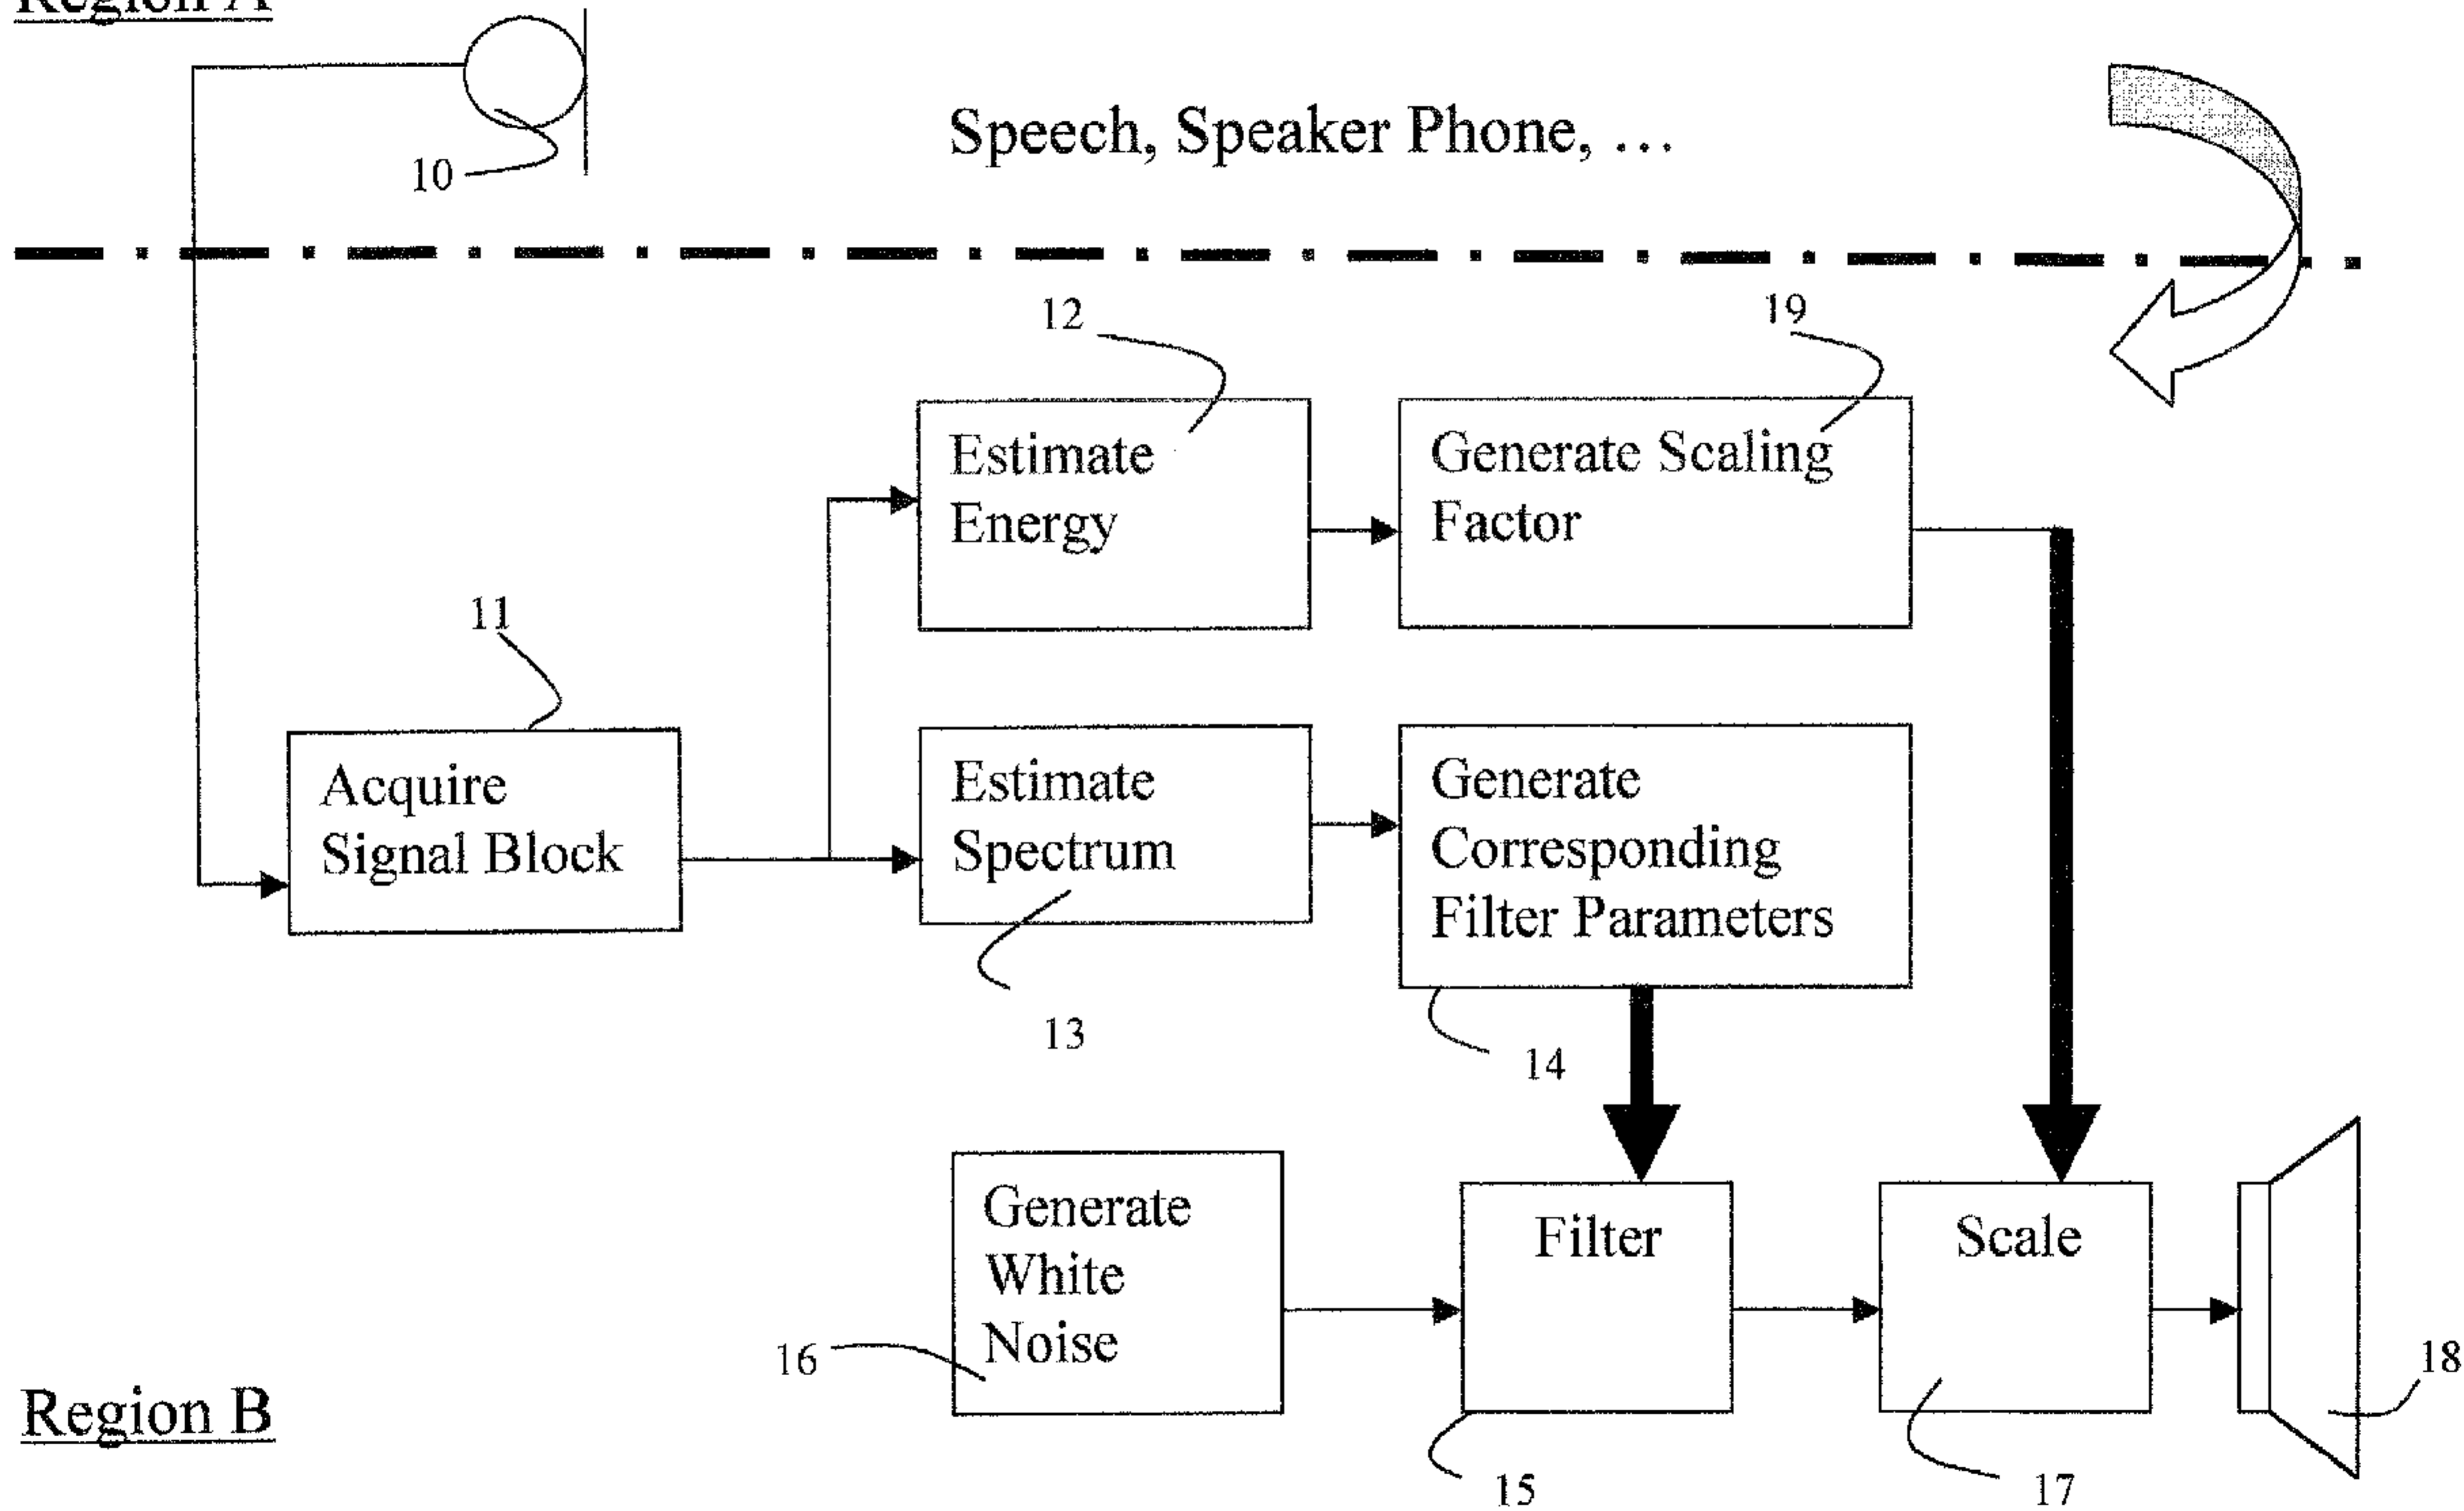 Region A
10
Speech, Speaker Phone, ...
12
19
Estimate
Energy
Generate Scaling
Factor
11
Acquire
Signal Block
Estimate
Spectrum
Generate
Corresponding
Filter Parameters
13
14
Generate
White
Noise
Filter
Scale
16
18
Region B
15
17